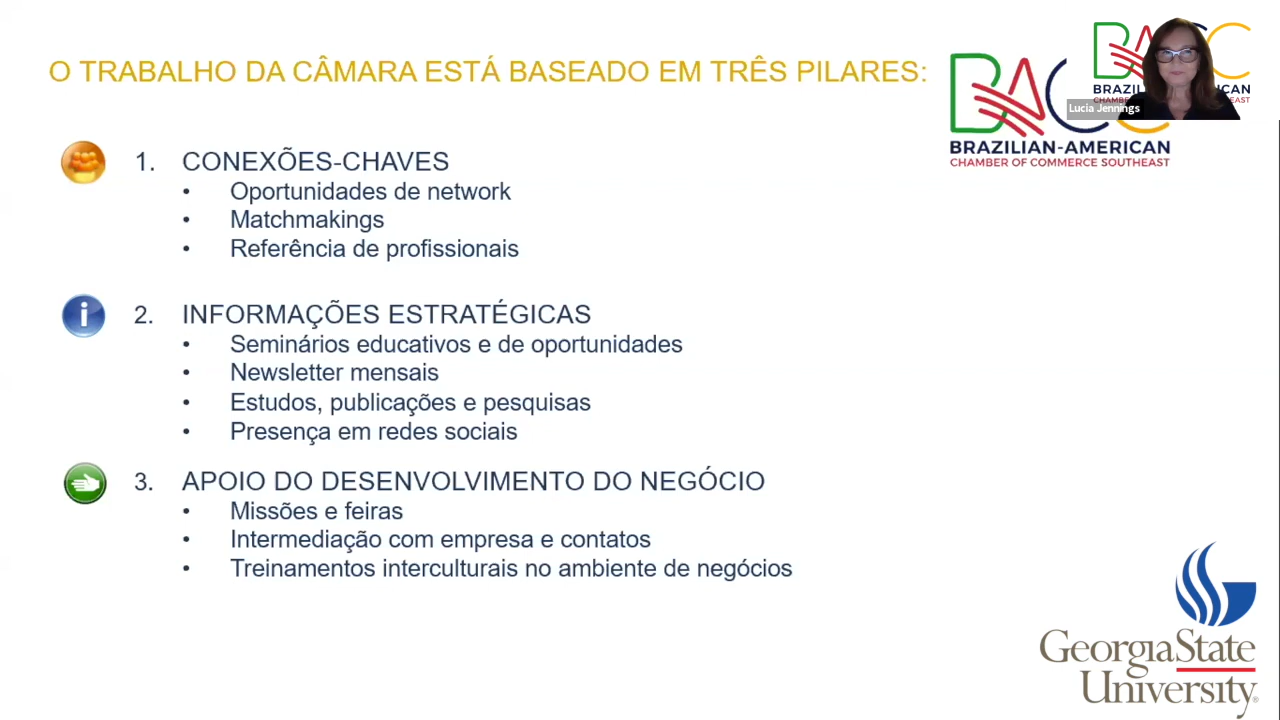 O TRABALHO DA CÂMARA ESTÁ BASEADO EM TRÊS PILARES:
BACC
BRAZILIAN-AMERICAN
CHAMBER OF COMMERCE SOUTHEAST
Lucia Jennings
1. CONEXÕES-CHAVES
• Oportunidades de network
• Matchmakings
• Referência de profissionais
i
2. INFORMAÇÕES ESTRATÉGICAS
• Seminários educativos e de oportunidades
• Newsletter mensais
• Estudos, publicações e pesquisas
• Presença em redes sociais
3. APOIO DO DESENVOLVIMENTO DO NEGÓCIO
• Missões e feiras
• Intermediação com empresa e contatos
• Treinamentos interculturais no ambiente de negócios
GeorgiaState
University®